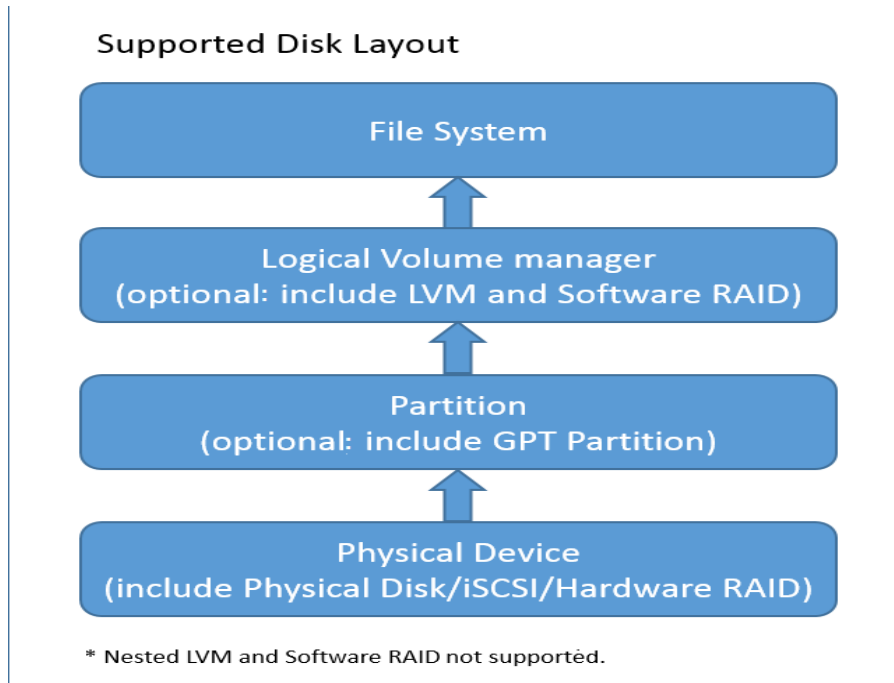 Supported Disk Layout
File System
Logical Volume manager
(optional: include LVM and Software RAID)
Partition
(optional: include GPT Partition)
Physical Device
(include Physical Disk/iSCSI/Hardware RAID)
* Nested LVM and Software RAID not supported.